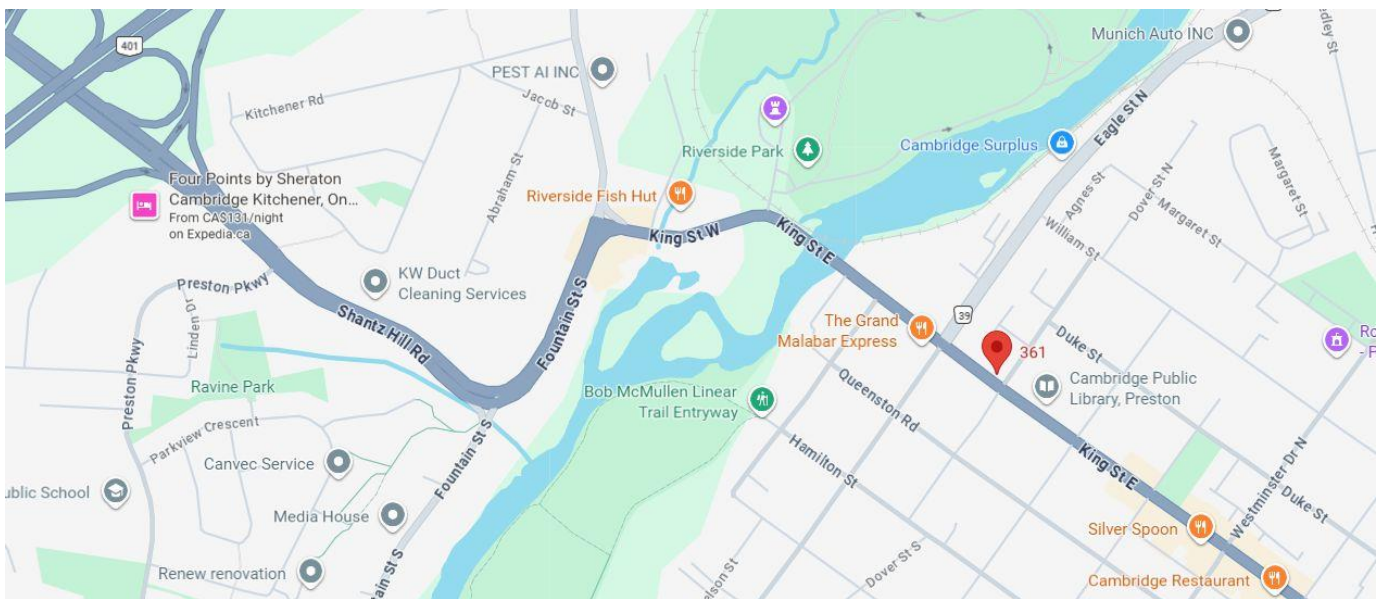 401
Kitchener Rd
PEST AI INC
Jacob St
Munich Auto INC
Eagle St N
Riverside Park
Cambridge Surplus
Four Points by Sheraton
Cambridge Kitchener, On...
From CA$131/night
on Expedia.ca
Abraham St
Riverside Fish Hut
King St W
King St E
Agnes St
Dover St N
Margaret St
Margaret St
William St
Preston Pkwy
KW Duct
Cleaning Services
Linden Dr
Shantz Hill Rd
Fountain St S
The Grand
Malabar Express
39
361
Duke St
Cambridge Public
Library, Preston
Ravine Park
Preston Pkwy
Bob McMullen Linear
Trail Entryway
Queenston Rd
Parkview Crescent
Fountain St S
Hamilton St
King St E
Westminster Dr N
Duke St
Canvec Service
Media House
Silver Spoon
Renew renovation
Dover St S
Cambridge Restaurant